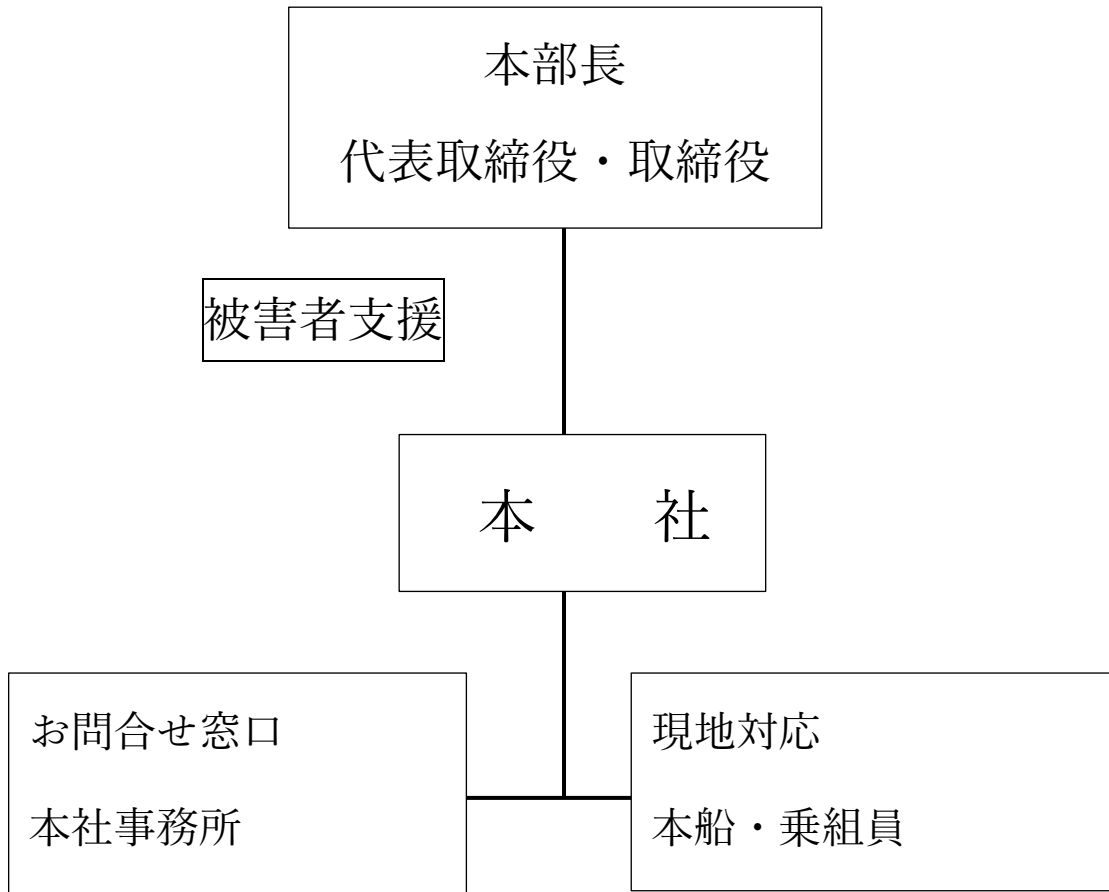 本部長
代表取締役・取締役
被害者支援
本　　社
お問合せ窓口
本社事務所
現地対応
本船・乗組員